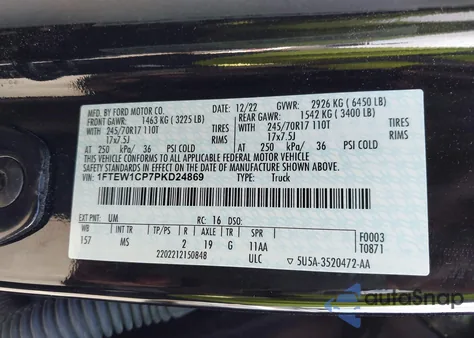 MFD. BY FORD MOTOR CO. 12/22 GVWR: 2926 KG ( 6450 LB)
FRONT GAWR: 1463 KG ( 3225 LB) REAR GAWR: 1542 KG ( 3400 LB)
WITH 245/70R17 110T TIRES WITH 245/70R17 110T TIRES
17x7.5J RIMS 17x7.5J RIMS
AT 250 kPa/ 36 PSI COLD AT 250 kPa/ 36 PSI COLD
THIS VEHICLE CONFORMS TO ALL APPLICABLE FEDERAL MOTOR VEHICLE
SAFETY AND THEFT PREVENTION STANDARDS IN EFFECT ON THE
DATE OF MANUFACTURE SHOWN ABOVE.
VIN: 1FTEW1CP7PKD24869 TYPE: Truck
EXT PNT: UM RC: 16 DSO:
WB INT TR TP/PS R AXLE TR SPR F0003
157 MS 2 19 G 11AA T0871
2202212150848 ULC ▽ 5U5A-3520472-AA
autoSnap